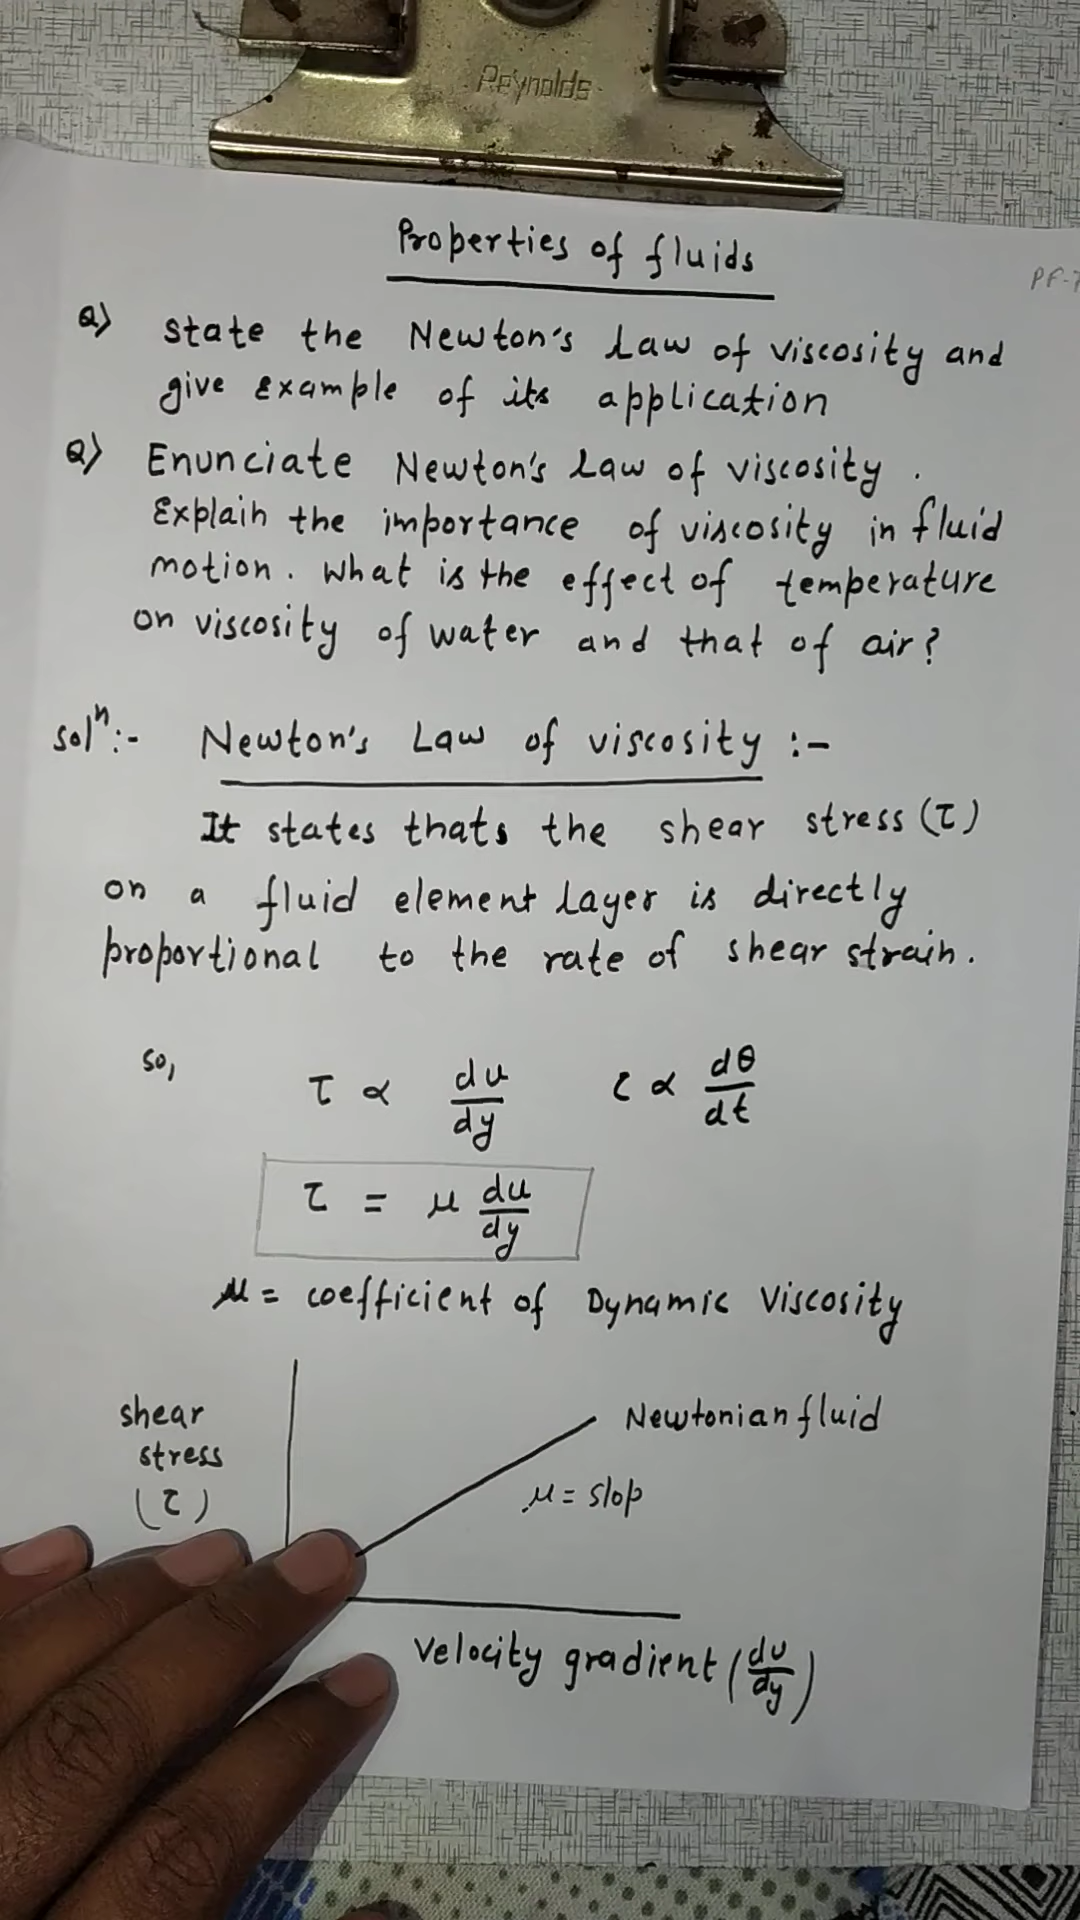 Reynolds
Properties of fluids
Q) state the Newton's Law of viscosity and
give example of its application
Q) Enunciate Newton's Law of viscosity.
Explain the importance of viscosity in fluid
motion. What is the effect of temperature
on viscosity of water and that of air?
solⁿ:- Newton's Law of viscosity :-
It states thats the shear stress (τ)
on a fluid element Layer is directly
proportional to the rate of shear strain.
so, τ ∝ du/dy τ ∝ dθ/dt
τ = μ du/dy
μ = coefficient of Dynamic Viscosity
shear
stress
(τ)
Newtonian fluid
μ = slop
Velocity gradient (du/dy)